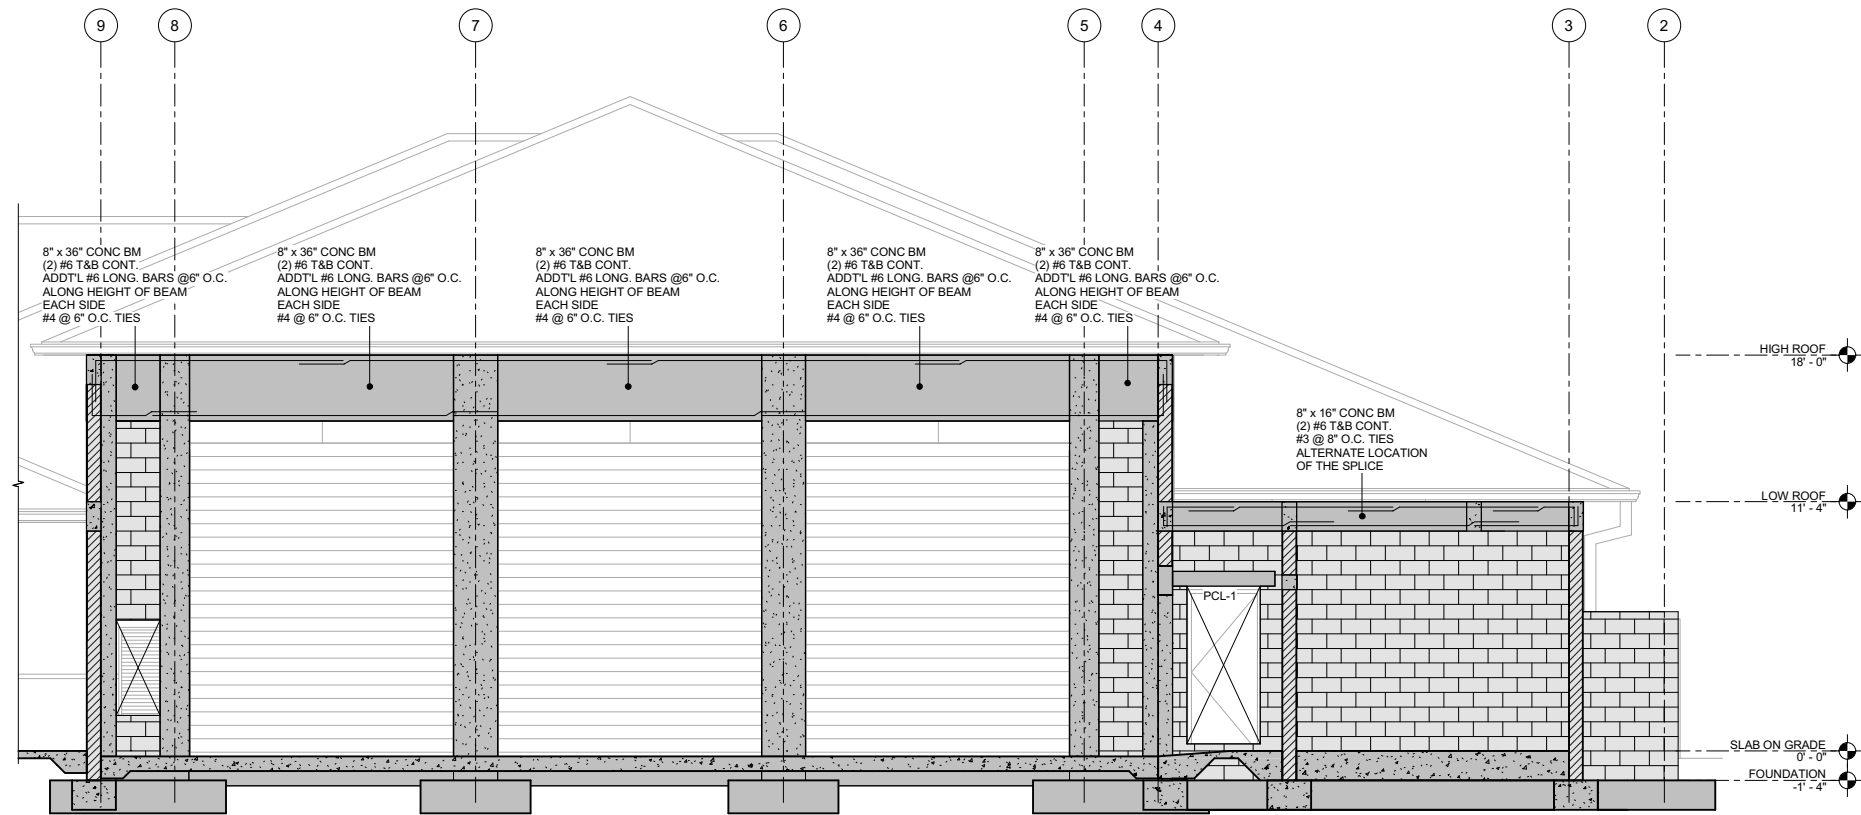 9
8
7
6
5
4
3
2
8" x 36" CONC BM
(2) #6 T&B CONT.
ADDT'L #6 LONG. BARS @6" O.C.
ALONG HEIGHT OF BEAM
EACH SIDE
#4 @ 6" O.C. TIES
8" x 36" CONC BM
(2) #6 T&B CONT.
ADDT'L #6 LONG. BARS @6" O.C.
ALONG HEIGHT OF BEAM
EACH SIDE
#4 @ 6" O.C. TIES
8" x 36" CONC BM
(2) #6 T&B CONT.
ADDT'L #6 LONG. BARS @6" O.C.
ALONG HEIGHT OF BEAM
EACH SIDE
#4 @ 6" O.C. TIES
8" x 36" CONC BM
(2) #6 T&B CONT.
ADDT'L #6 LONG. BARS @6" O.C.
ALONG HEIGHT OF BEAM
EACH SIDE
#4 @ 6" O.C. TIES
8" x 36" CONC BM
(2) #6 T&B CONT.
ADDT'L #6 LONG. BARS @6" O.C.
ALONG HEIGHT OF BEAM
EACH SIDE
#4 @ 6" O.C. TIES
HIGH ROOF
18' - 0"
8" x 16" CONC BM
(2) #6 T&B CONT.
#3 @ 8" O.C. TIES
ALTERNATE LOCATION
OF THE SPLICE
LOW ROOF
11' - 4"
PCL-1
SLAB ON GRADE
0' - 0"
FOUNDATION
-1' - 4"